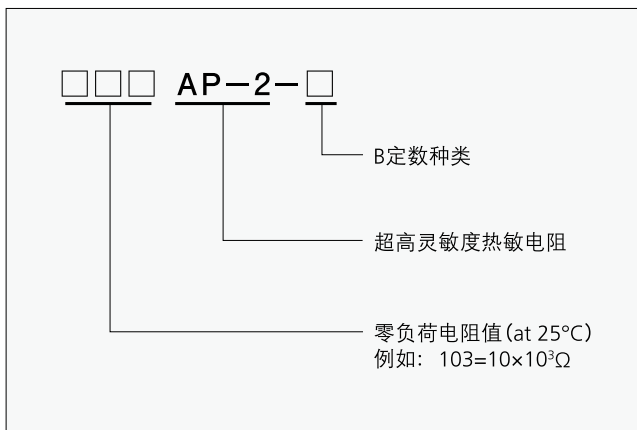 □□□ AP-2-□
B定数种类
超高灵敏度热敏电阻
零负荷电阻值(at 25°C)
例如: 103=10×10³Ω